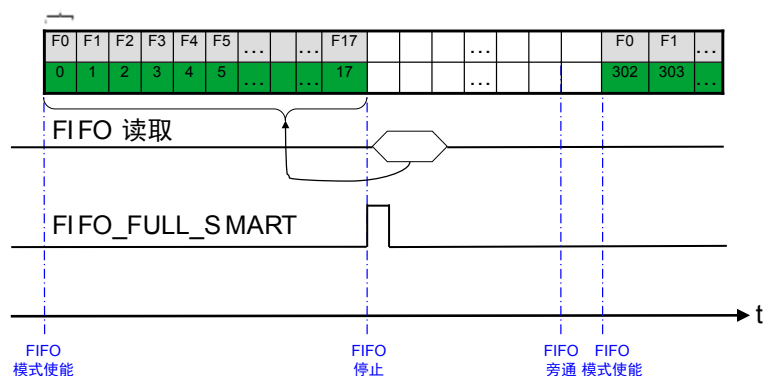 F0 F1 F2 F3 F4 F5 ... ... F17 ... F0 F1 ...
0 1 2 3 4 5 ... ... 17 ... 302 303 ...
FIFO 读取
FIFO_FULL_SMART
t
FIFO 模式使能
FIFO 停止
FIFO 旁通
FIFO 模式使能